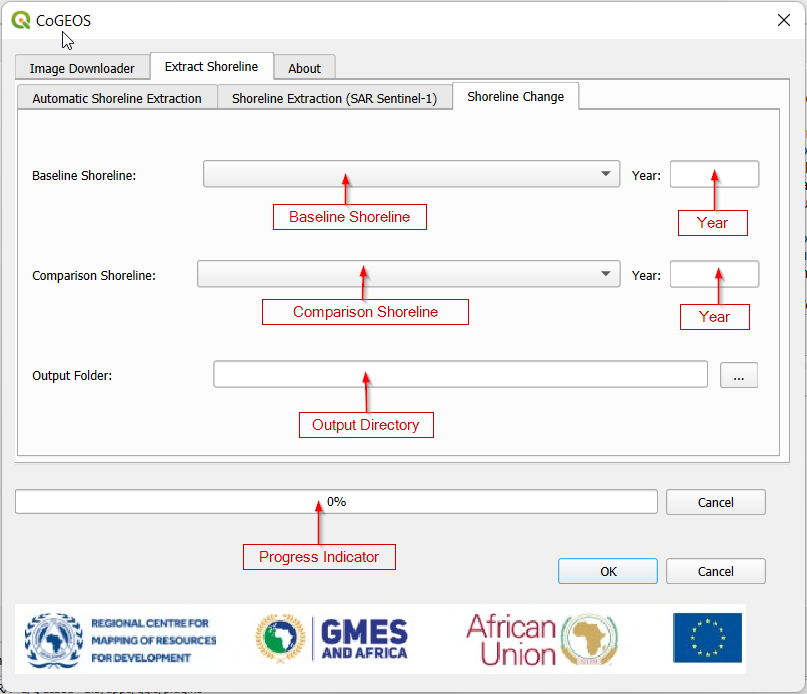 CoGEOS
Image Downloader
Extract Shoreline
About
Automatic Shoreline Extraction
Shoreline Extraction (SAR Sentinel-1)
Shoreline Change
Baseline Shoreline:
Year:
Baseline Shoreline
Year
Comparison Shoreline:
Year:
Comparison Shoreline
Year
Output Folder:
...
Output Directory
0%
Cancel
Progress Indicator
OK
Cancel
REGIONAL CENTRE FOR
MAPPING OF RESOURCES
FOR DEVELOPMENT
GMES
AND AFRICA
African
Union